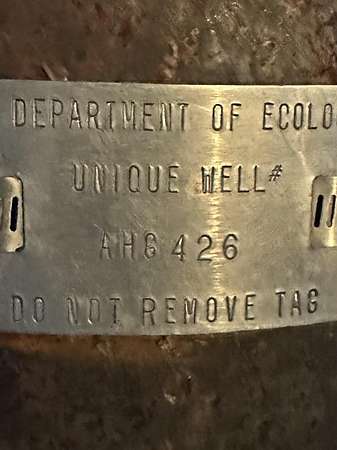 DEPARTMENT OF ECOLO
UNIQUE WELL#
AHG 426
DO NOT REMOVE TAG